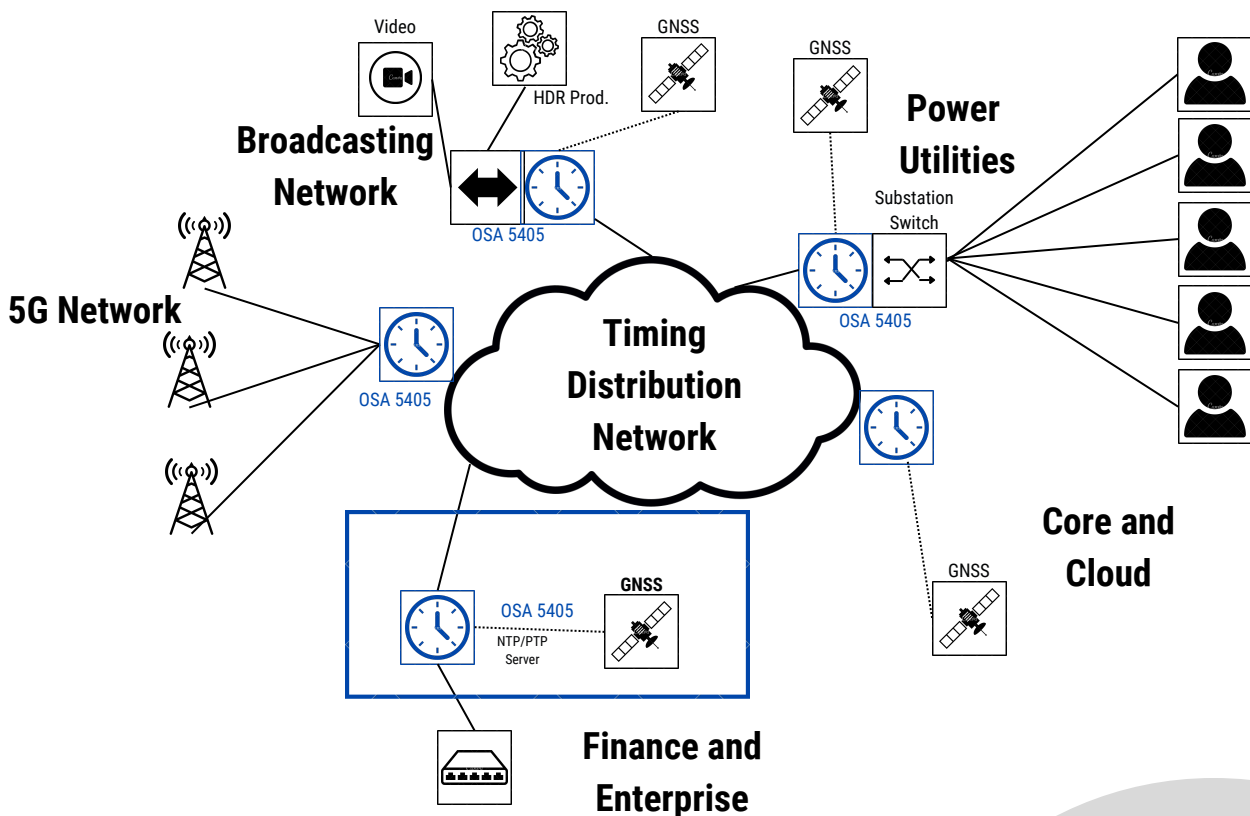 Video
HDR Prod.
GNSS
Broadcasting
Network
OSA 5405
GNSS
Power
Utilities
Substation
Switch
OSA 5405
5G Network
OSA 5405
Timing
Distribution
Network
Core and
Cloud
GNSS
OSA 5405
NTP/PTP
Server
GNSS
Finance and
Enterprise